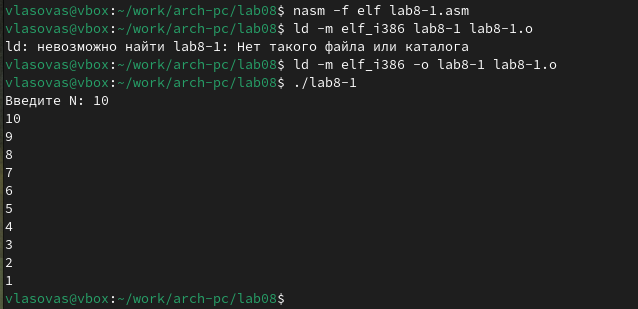 vlasovas@vbox:~/work/arch-pc/lab08$ nasm -f elf lab8-1.asm
vlasovas@vbox:~/work/arch-pc/lab08$ ld -m elf_i386 lab8-1 lab8-1.o
ld: невозможно найти lab8-1: Нет такого файла или каталога
vlasovas@vbox:~/work/arch-pc/lab08$ ld -m elf_i386 -o lab8-1 lab8-1.o
vlasovas@vbox:~/work/arch-pc/lab08$ ./lab8-1
Введите N: 10
10
9
8
7
6
5
4
3
2
1
vlasovas@vbox:~/work/arch-pc/lab08$